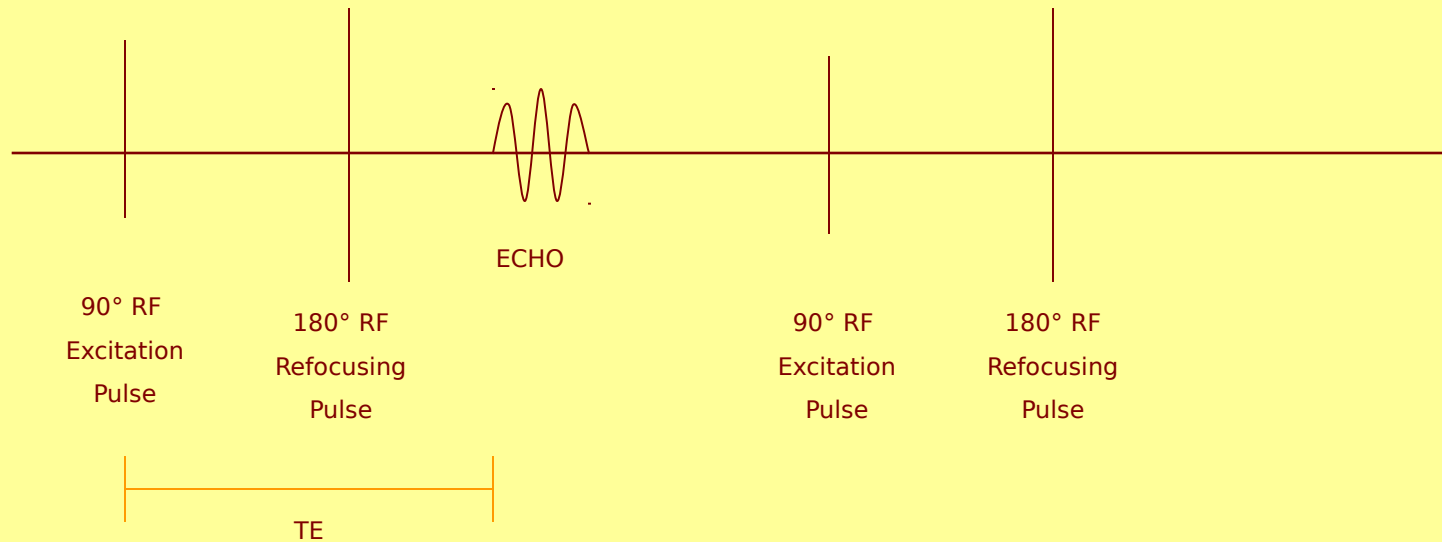 ECHO
90° RF
Excitation
Pulse
180° RF
Refocusing
Pulse
90° RF
Excitation
Pulse
180° RF
Refocusing
Pulse
TE